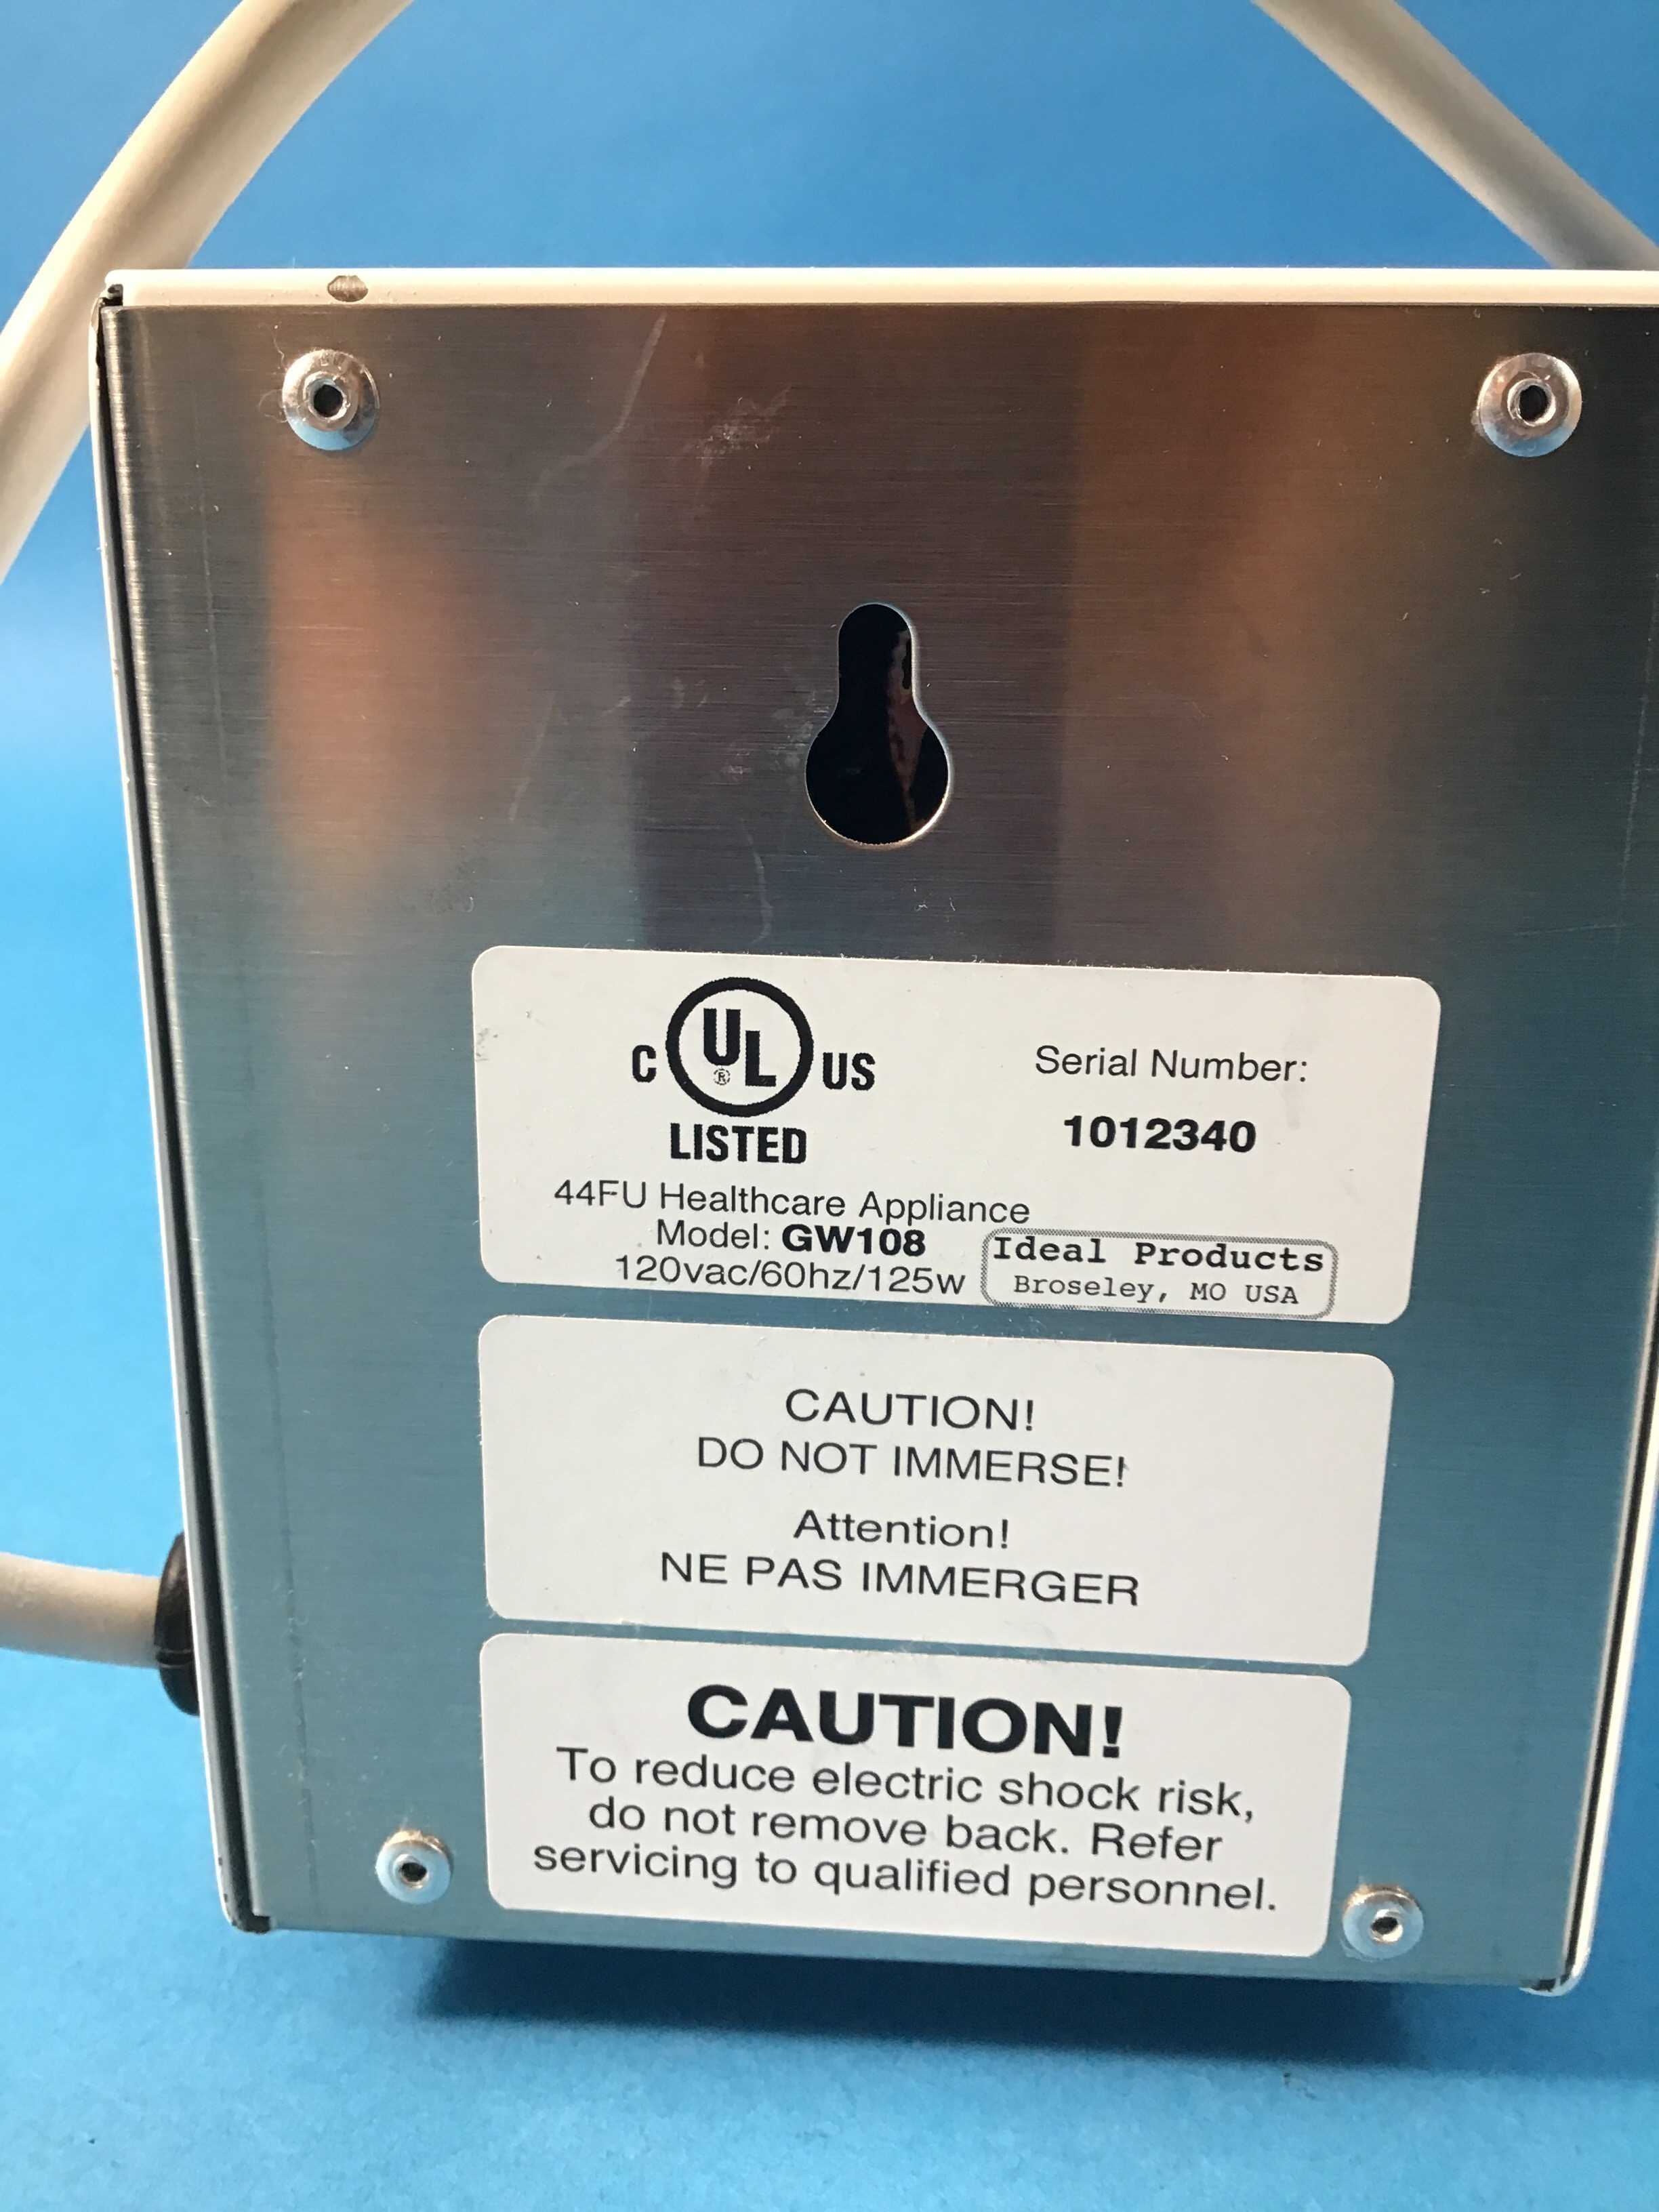 C UL® US
LISTED
Serial Number:
1012340
44FU Healthcare Appliance
Model: GW108
120vac/60hz/125w
Ideal Products
Broseley, MO USA
CAUTION!
DO NOT IMMERSE!
Attention!
NE PAS IMMERGER
CAUTION!
To reduce electric shock risk,
do not remove back. Refer
servicing to qualified personnel.